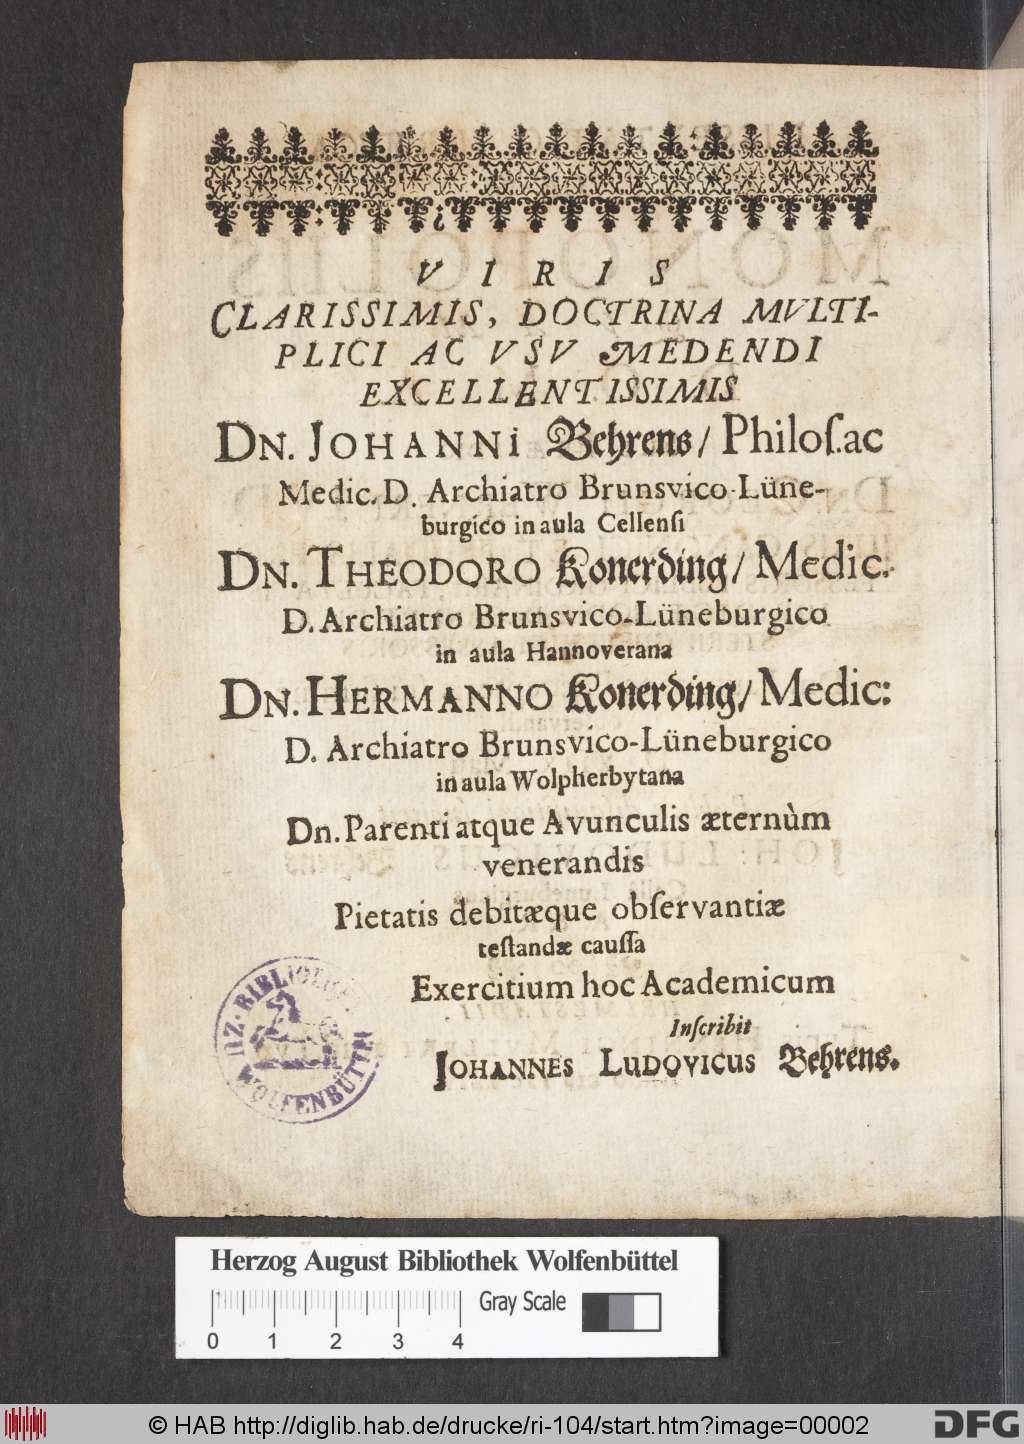 VIRIS
CLARISSIMIS, DOCTRINA MVLTI-
PLICI AC VSV MEDENDI
EXCELLENTISSIMIS
DN. JOHANNI Behrens/ Philoſ. ac
Medic. D. Archiatro Brunsvico-Lüne-
burgico in aula Cellenſi
DN. THEODORO Konerding/ Medic.
D. Archiatro Brunsvico-Lüneburgico
in aula Hannoverana
DN. HERMANNO Konerding/ Medic:
D. Archiatro Brunsvico-Lüneburgico
in aula Wolpherbytana
Dn. Parenti atque Avunculis æternùm
venerandis
Pietatis debitæque obſervantiæ
teſtandæ cauſſa
Exercitium hoc Academicum
Inſcribit
JOHANNES LUDOVICUS Behrens.
BIBLIOTH
WOLFENBÜTTEL
Herzog August Bibliothek Wolfenbüttel
Gray Scale
0 1 2 3 4
© HAB http://diglib.hab.de/drucke/ri-104/start.htm?image=00002
DFG